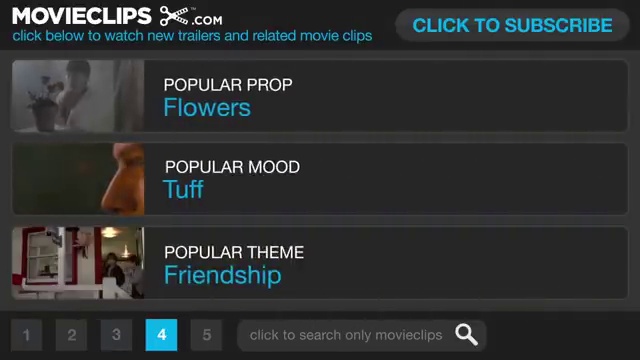 MOVIECLIPS .COM
click below to watch new trailers and related movie clips
CLICK TO SUBSCRIBE
POPULAR PROP
Flowers
POPULAR MOOD
Tuff
POPULAR THEME
Friendship
1 2 3 4 5
click to search only movieclips